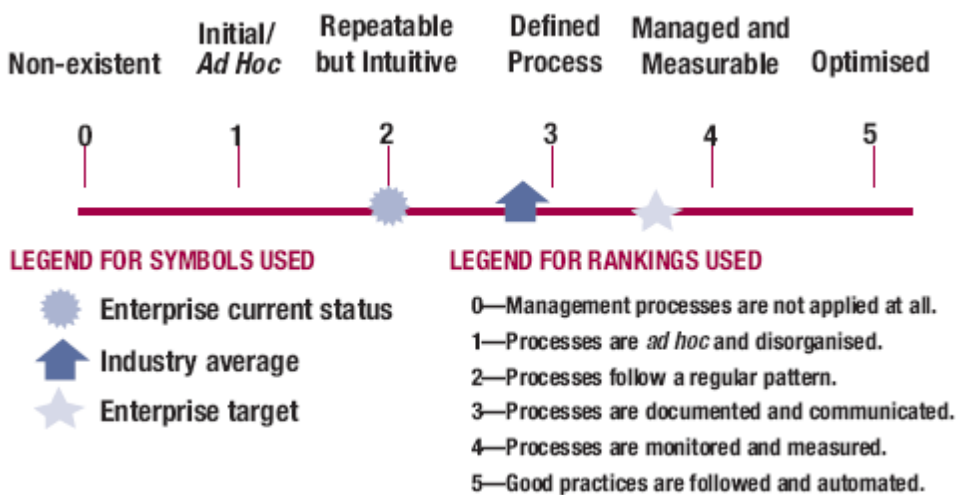 Non-existent
Initial/
Ad Hoc
Repeatable
but Intuitive
Defined
Process
Managed and
Measurable
Optimised
0 1 2 3 4 5
LEGEND FOR SYMBOLS USED
Enterprise current status
Industry average
Enterprise target
LEGEND FOR RANKINGS USED
0—Management processes are not applied at all.
1—Processes are ad hoc and disorganised.
2—Processes follow a regular pattern.
3—Processes are documented and communicated.
4—Processes are monitored and measured.
5—Good practices are followed and automated.